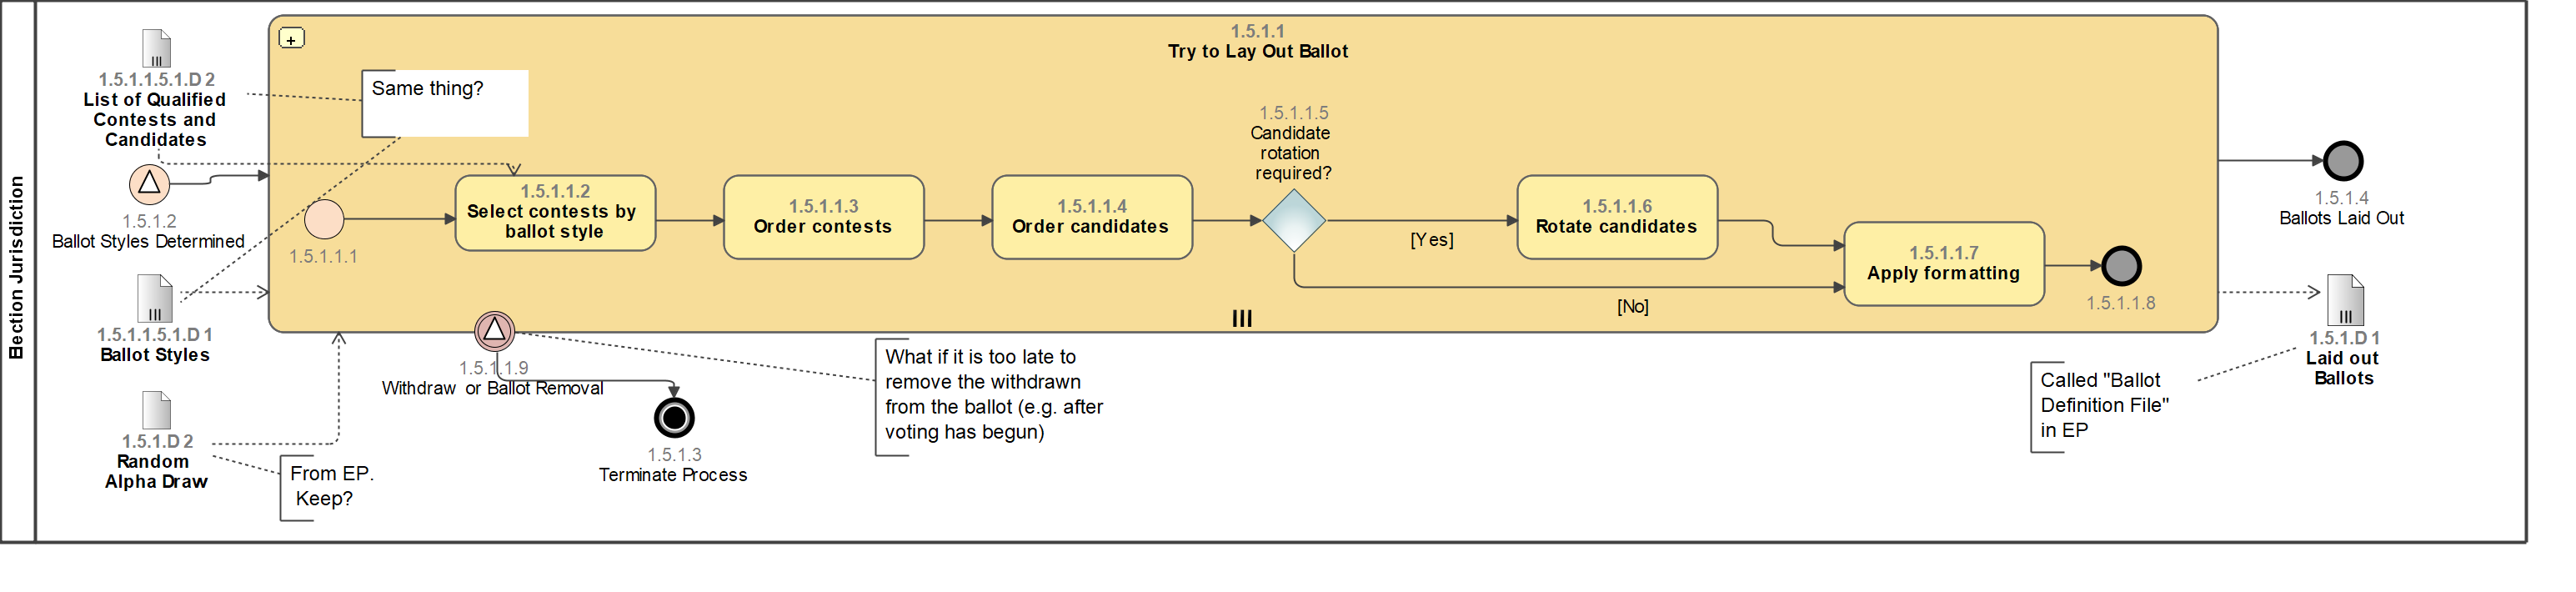 Election Jurisdiction
1.5.1.1.5.1.D 2
List of Qualified
Contests and
Candidates
1.5.1.2
Ballot Styles Determined
1.5.1.1.5.1.D 1
Ballot Styles
1.5.1.D 2
Random
Alpha Draw
From EP.
Keep?
Same thing?
1.5.1.1
Try to Lay Out Ballot
1.5.1.1.1
1.5.1.1.2
Select contests by
ballot style
1.5.1.1.3
Order contests
1.5.1.1.4
Order candidates
1.5.1.1.5
Candidate
rotation
required?
[Yes]
[No]
1.5.1.1.6
Rotate candidates
1.5.1.1.7
Apply formatting
1.5.1.1.8
1.5.1.1.9
Withdraw or Ballot Removal
1.5.1.3
Terminate Process
What if it is too late to
remove the withdrawn
from the ballot (e.g. after
voting has begun)
1.5.1.4
Ballots Laid Out
1.5.1.D 1
Laid out
Ballots
Called "Ballot
Definition File"
in EP